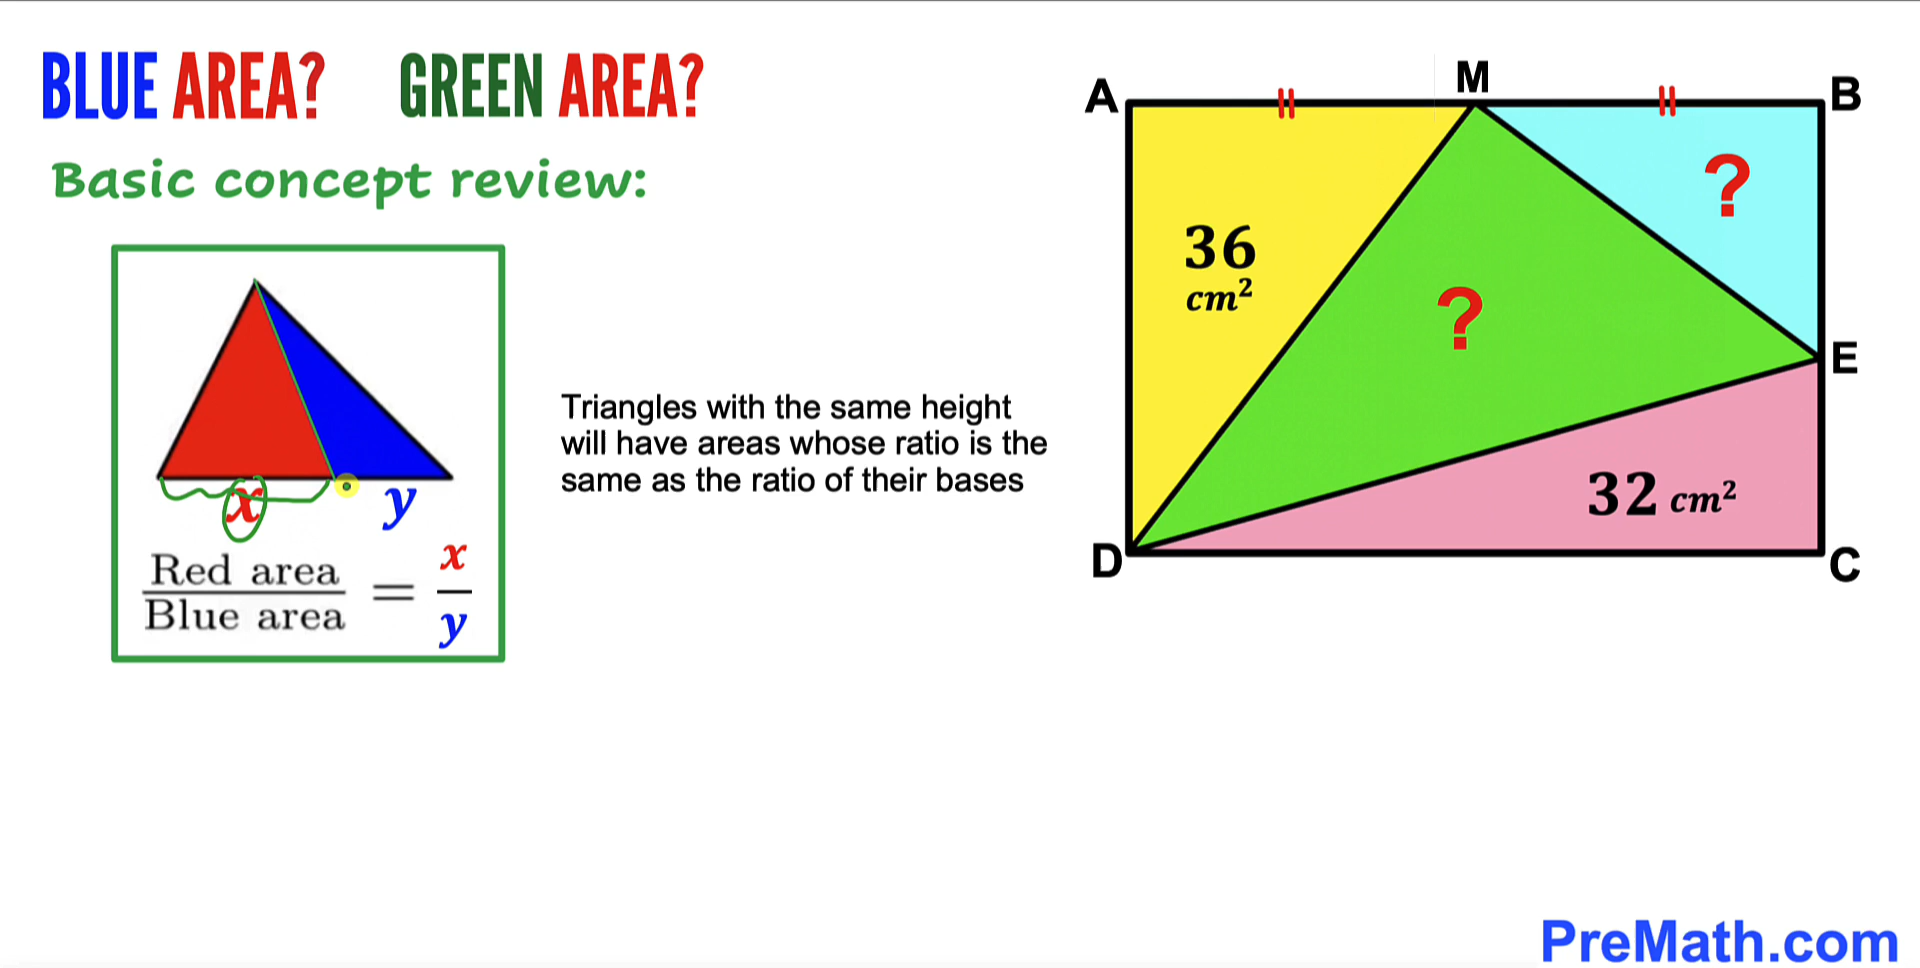 BLUE AREA? GREEN AREA?
Basic concept review:
x y
Red area / Blue area = x / y
Triangles with the same height
will have areas whose ratio is the
same as the ratio of their bases
A M B
?
36
cm²
?
E
32 cm²
D C
PreMath.com